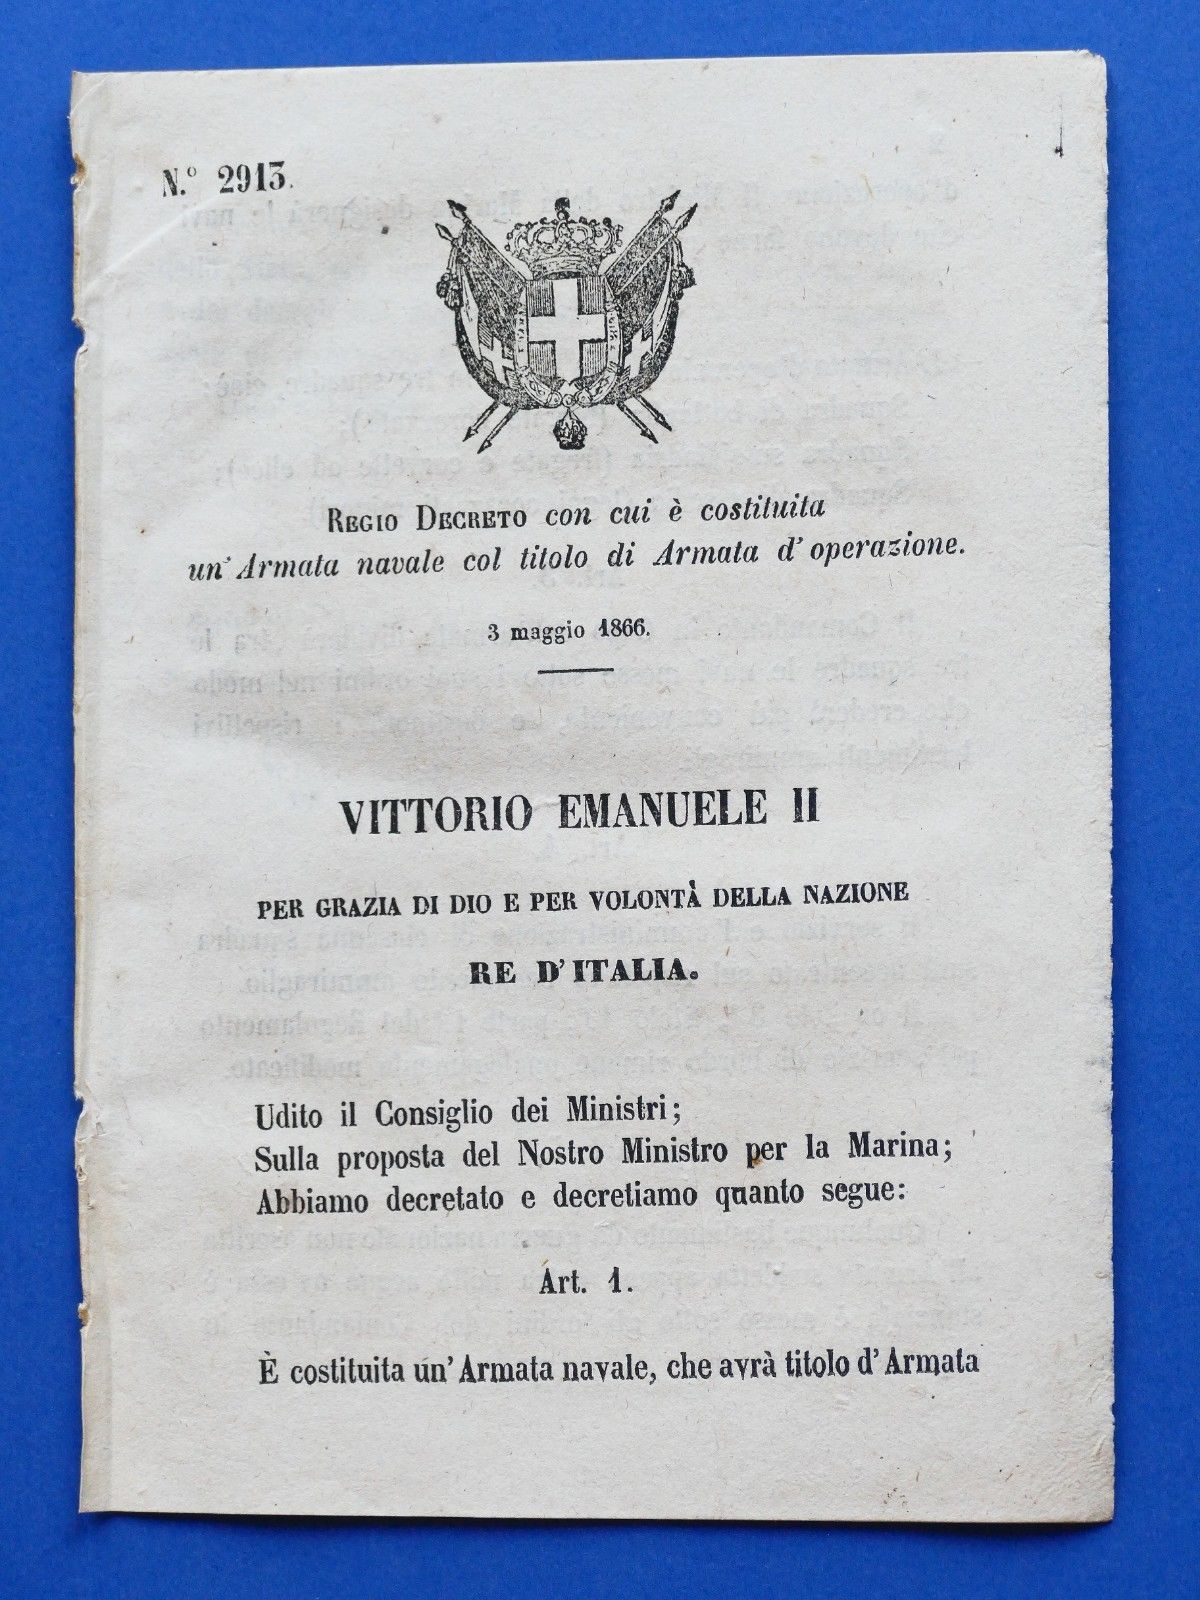 N.° 2913.
REGIO DECRETO con cui è costituita
un' Armata navale col titolo di Armata d' operazione.
3 maggio 1866.
VITTORIO EMANUELE II
PER GRAZIA DI DIO E PER VOLONTÀ DELLA NAZIONE
RE D'ITALIA.
Udito il Consiglio dei Ministri;
Sulla proposta del Nostro Ministro per la Marina;
Abbiamo decretato e decretiamo quanto segue:
Art. 1.
È costituita un' Armata navale, che avrà titolo d' Armata